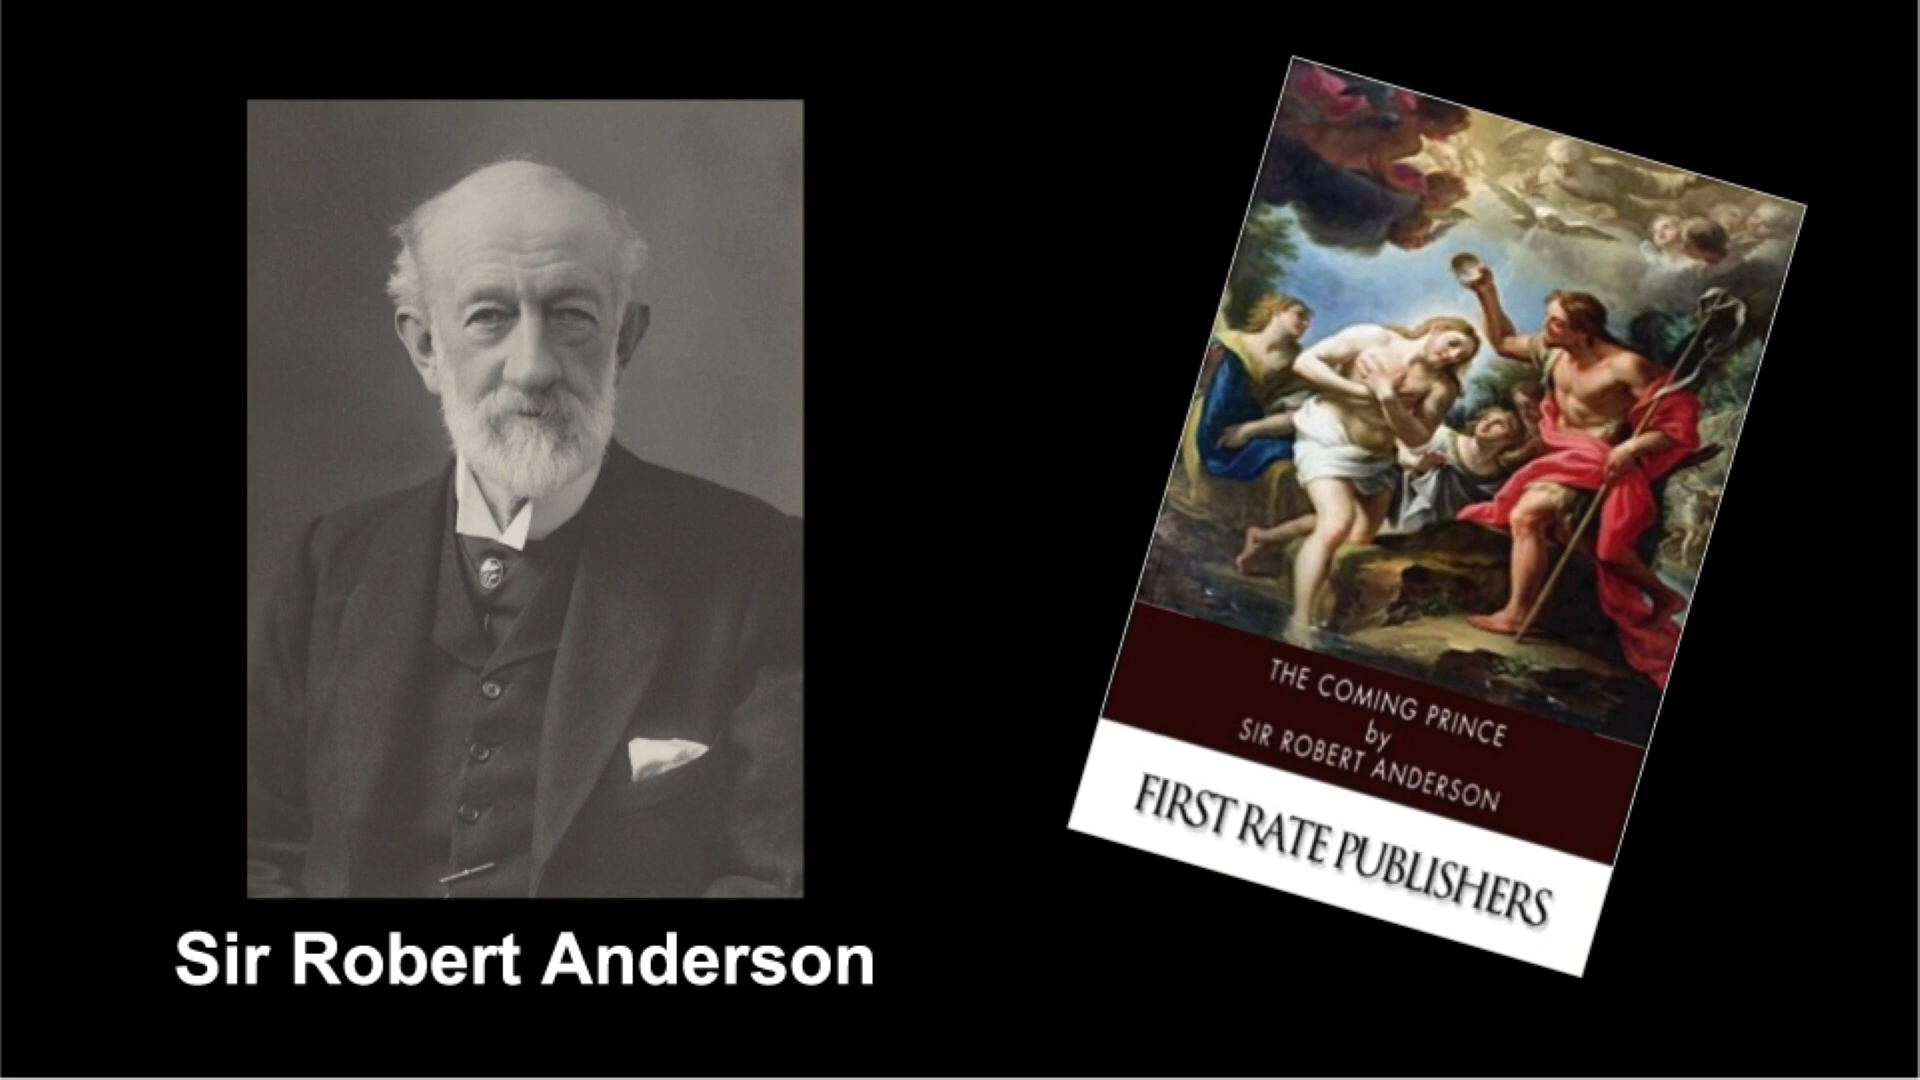 Sir Robert Anderson
THE COMING PRINCE
by
SIR ROBERT ANDERSON
FIRST RATE PUBLISHERS